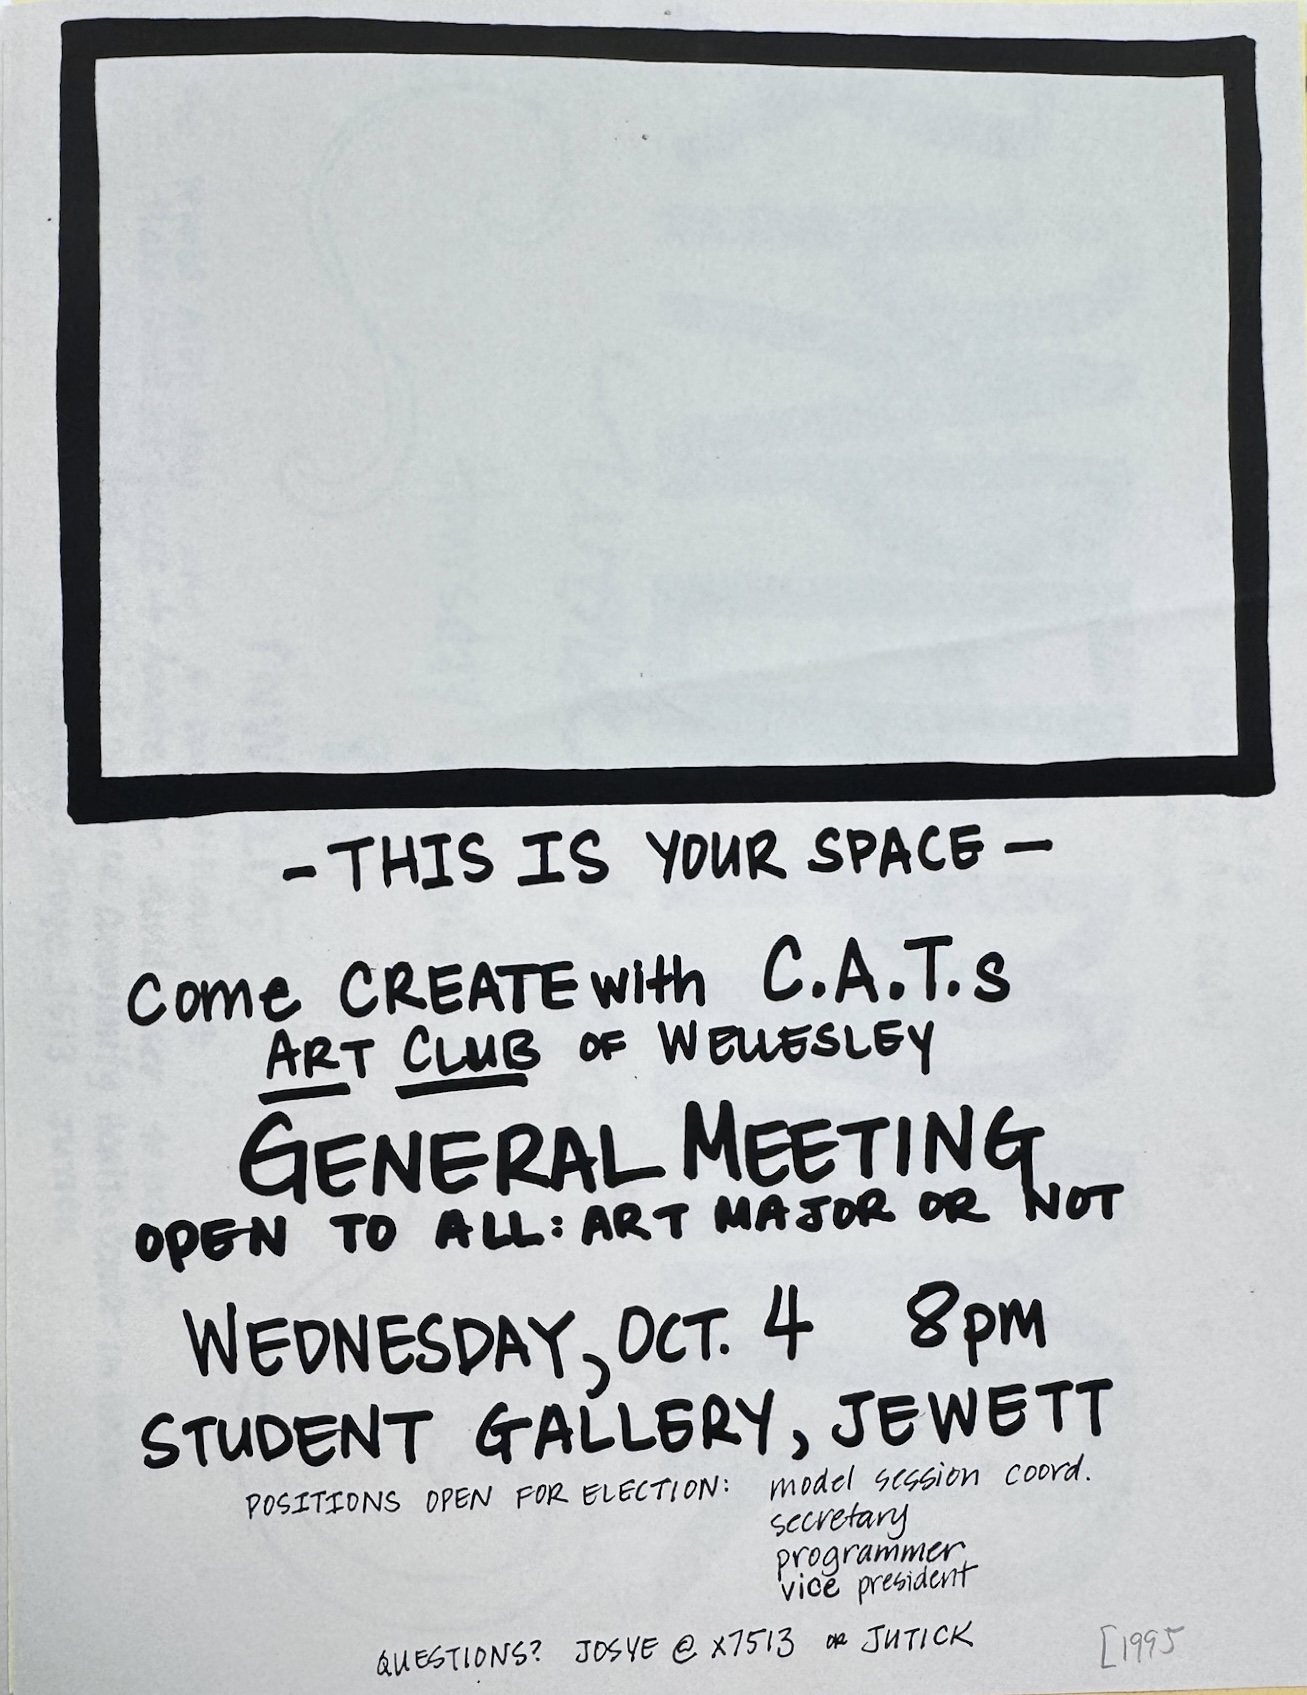 - THIS IS YOUR SPACE -
Come CREATE with C.A.T.s
ART CLUB OF WELLESLEY
GENERAL MEETING
OPEN TO ALL: ART MAJOR OR NOT
WEDNESDAY, OCT. 4 8pm
STUDENT GALLERY, JEWETT
POSITIONS OPEN FOR ELECTION: model session coord.
secretary
programmer
vice president
QUESTIONS? JOSYE @ X7513 OR JUTICK
[1995